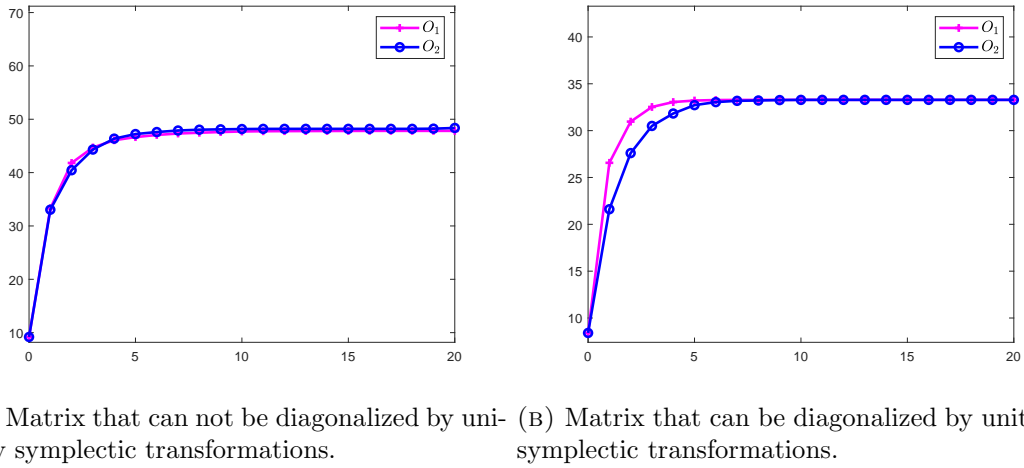 70
60
50
40
30
20
10
0 5 10 15 20
O1
O2
40
35
30
25
20
15
10
0 5 10 15 20
O1
O2
Matrix that can not be diagonalized by uni-
symplectic transformations.
(B) Matrix that can be diagonalized by unit
symplectic transformations.